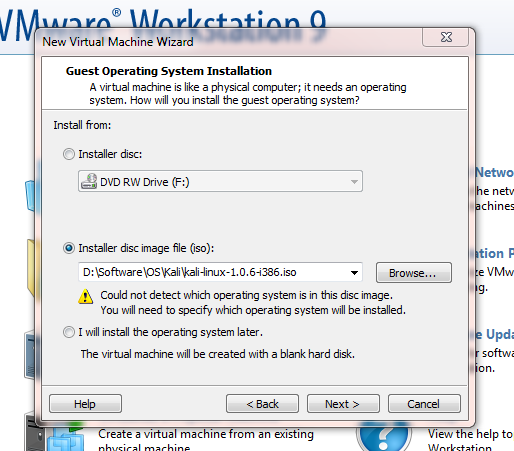 VMware® Workstation 9
New Virtual Machine Wizard
Guest Operating System Installation
A virtual machine is like a physical computer; it needs an operating
system. How will you install the guest operating system?
Install from:
Installer disc:
DVD RW Drive (F:)
Installer disc image file (iso):
D:\Software\OS\Kali\kali-linux-1.0.6-i386.iso
Browse...
Could not detect which operating system is in this disc image.
You will need to specify which operating system will be installed.
I will install the operating system later.
The virtual machine will be created with a blank hard disk.
Help
< Back
Next >
Cancel
Netwo
he netw
achines
tion P
ze VMw
ng.
e Upda
r softwa
on.
Create a virtual machine from an existing
physical machine
View the help to
Workstation